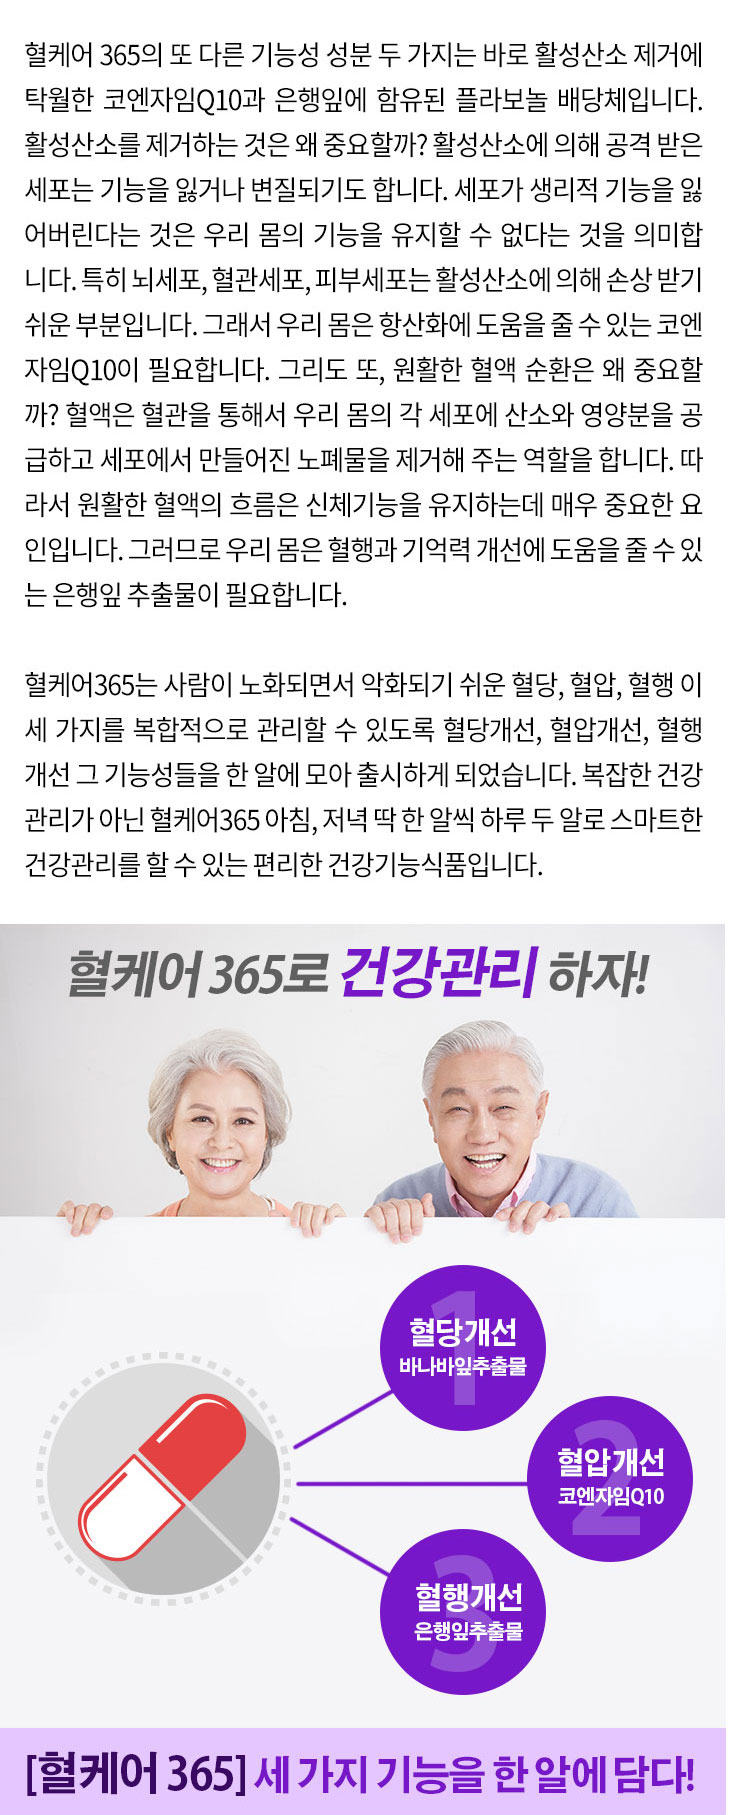 혈케어 365의 또 다른 기능성 성분 두 가지는 바로 활성산소 제거에
탁월한 코엔자임Q10과 은행잎에 함유된 플라보놀 배당체입니다.
활성산소를 제거하는 것은 왜 중요할까? 활성산소에 의해 공격 받은
세포는 기능을 잃거나 변질되기도 합니다. 세포가 생리적 기능을 잃
어버린다는 것은 우리 몸의 기능을 유지할 수 없다는 것을 의미합
니다. 특히 뇌세포, 혈관세포, 피부세포는 활성산소에 의해 손상 받기
쉬운 부분입니다. 그래서 우리 몸은 항산화에 도움을 줄 수 있는 코엔
자임Q10이 필요합니다. 그리도 또, 원활한 혈액 순환은 왜 중요할
까? 혈액은 혈관을 통해서 우리 몸의 각 세포에 산소와 영양분을 공
급하고 세포에서 만들어진 노폐물을 제거해 주는 역할을 합니다. 따
라서 원활한 혈액의 흐름은 신체기능을 유지하는데 매우 중요한 요
인입니다. 그러므로 우리 몸은 혈행과 기억력 개선에 도움을 줄 수 있
는 은행잎 추출물이 필요합니다.
혈케어365는 사람이 노화되면서 악화되기 쉬운 혈당, 혈압, 혈행 이
세 가지를 복합적으로 관리할 수 있도록 혈당개선, 혈압개선, 혈행
개선 그 기능성들을 한 알에 모아 출시하게 되었습니다. 복잡한 건강
관리가 아닌 혈케어365 아침, 저녁 딱 한 알씩 하루 두 알로 스마트한
건강관리를 할 수 있는 편리한 건강기능식품입니다.
혈케어 365로 건강관리 하자!
1
혈당개선
바나바잎추출물
2
혈압개선
코엔자임Q10
3
혈행개선
은행잎추출물
[혈케어 365] 세 가지 기능을 한 알에 담다!